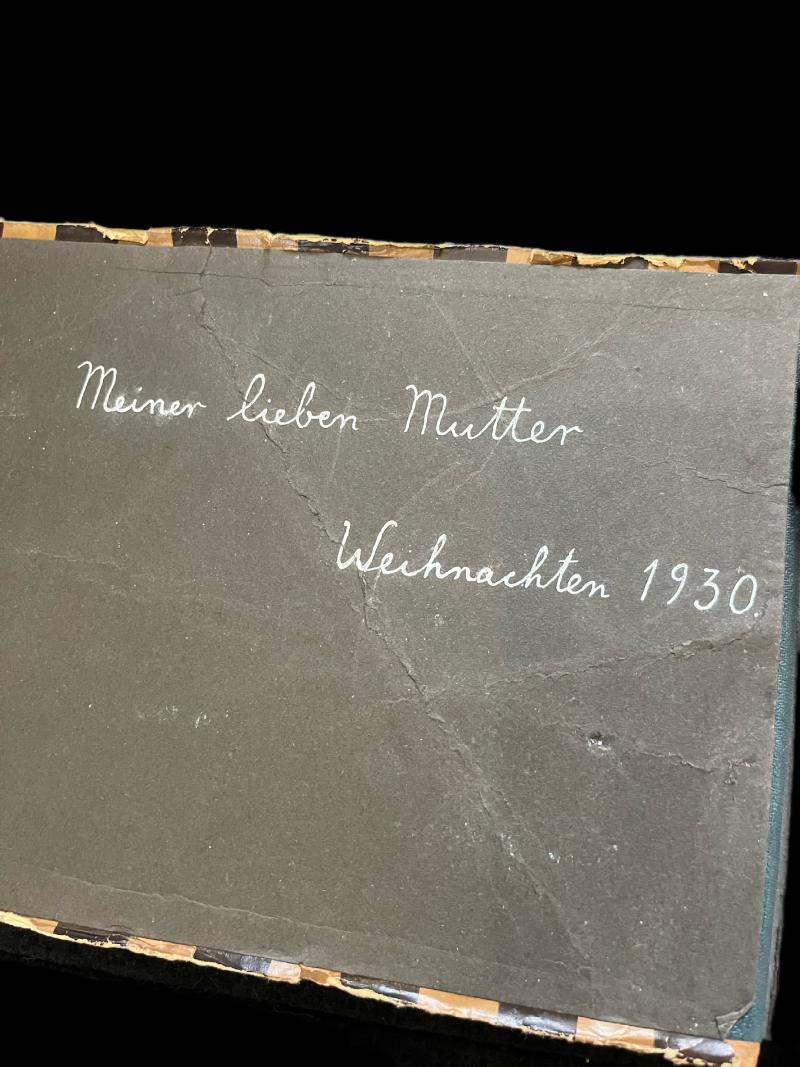 Meiner lieben Mutter
Weihnachten 1930.